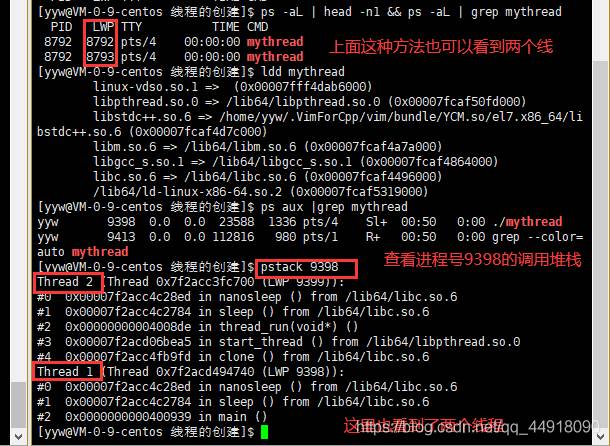 [yyw@VM-0-9-centos 线程的创建]$ ps -aL | head -n1 && ps -aL | grep mythread
PID LWP TTY TIME CMD
8792 8792 pts/4 00:00:00 mythread
8792 8793 pts/4 00:00:00 mythread
上面这种方法也可以看到两个线
[yyw@VM-0-9-centos 线程的创建]$ ldd mythread
linux-vdso.so.1 => (0x00007fff4dab6000)
libpthread.so.0 => /lib64/libpthread.so.0 (0x00007fcaf50fd000)
libstdc++.so.6 => /home/yyw/.VimForCpp/vim/bundle/YCM.so/el7.x86_64/li
bstdc++.so.6 (0x00007fcaf4d7c000)
libm.so.6 => /lib64/libm.so.6 (0x00007fcaf4a7a000)
libgcc_s.so.1 => /lib64/libgcc_s.so.1 (0x00007fcaf4864000)
libc.so.6 => /lib64/libc.so.6 (0x00007fcaf4496000)
/lib64/ld-linux-x86-64.so.2 (0x00007fcaf5319000)
[yyw@VM-0-9-centos 线程的创建]$ ps aux |grep mythread
yyw 9398 0.0 0.0 23588 1336 pts/4 Sl+ 00:50 0:00 ./mythread
yyw 9413 0.0 0.0 112816 980 pts/1 R+ 00:50 0:00 grep --color=
auto mythread
[yyw@VM-0-9-centos 线程的创建]$ pstack 9398
查看进程号9398的调用堆栈
Thread 2 (Thread 0x7f2acc3fc700 (LWP 9399)):
#0 0x00007f2acc4c28ed in nanosleep () from /lib64/libc.so.6
#1 0x00007f2acc4c2784 in sleep () from /lib64/libc.so.6
#2 0x00000000004008de in thread_run(void*) ()
#3 0x00007f2acd06bea5 in start_thread () from /lib64/libpthread.so.0
#4 0x00007f2acc4fb9fd in clone () from /lib64/libc.so.6
Thread 1 (Thread 0x7f2acd494740 (LWP 9398)):
#0 0x00007f2acc4c28ed in nanosleep () from /lib64/libc.so.6
#1 0x00007f2acc4c2784 in sleep () from /lib64/libc.so.6
#2 0x0000000000400939 in main ()
这里也看到了两个线程
https://blog.csdn.net/qq_44918090
[yyw@VM-0-9-centos 线程的创建]$